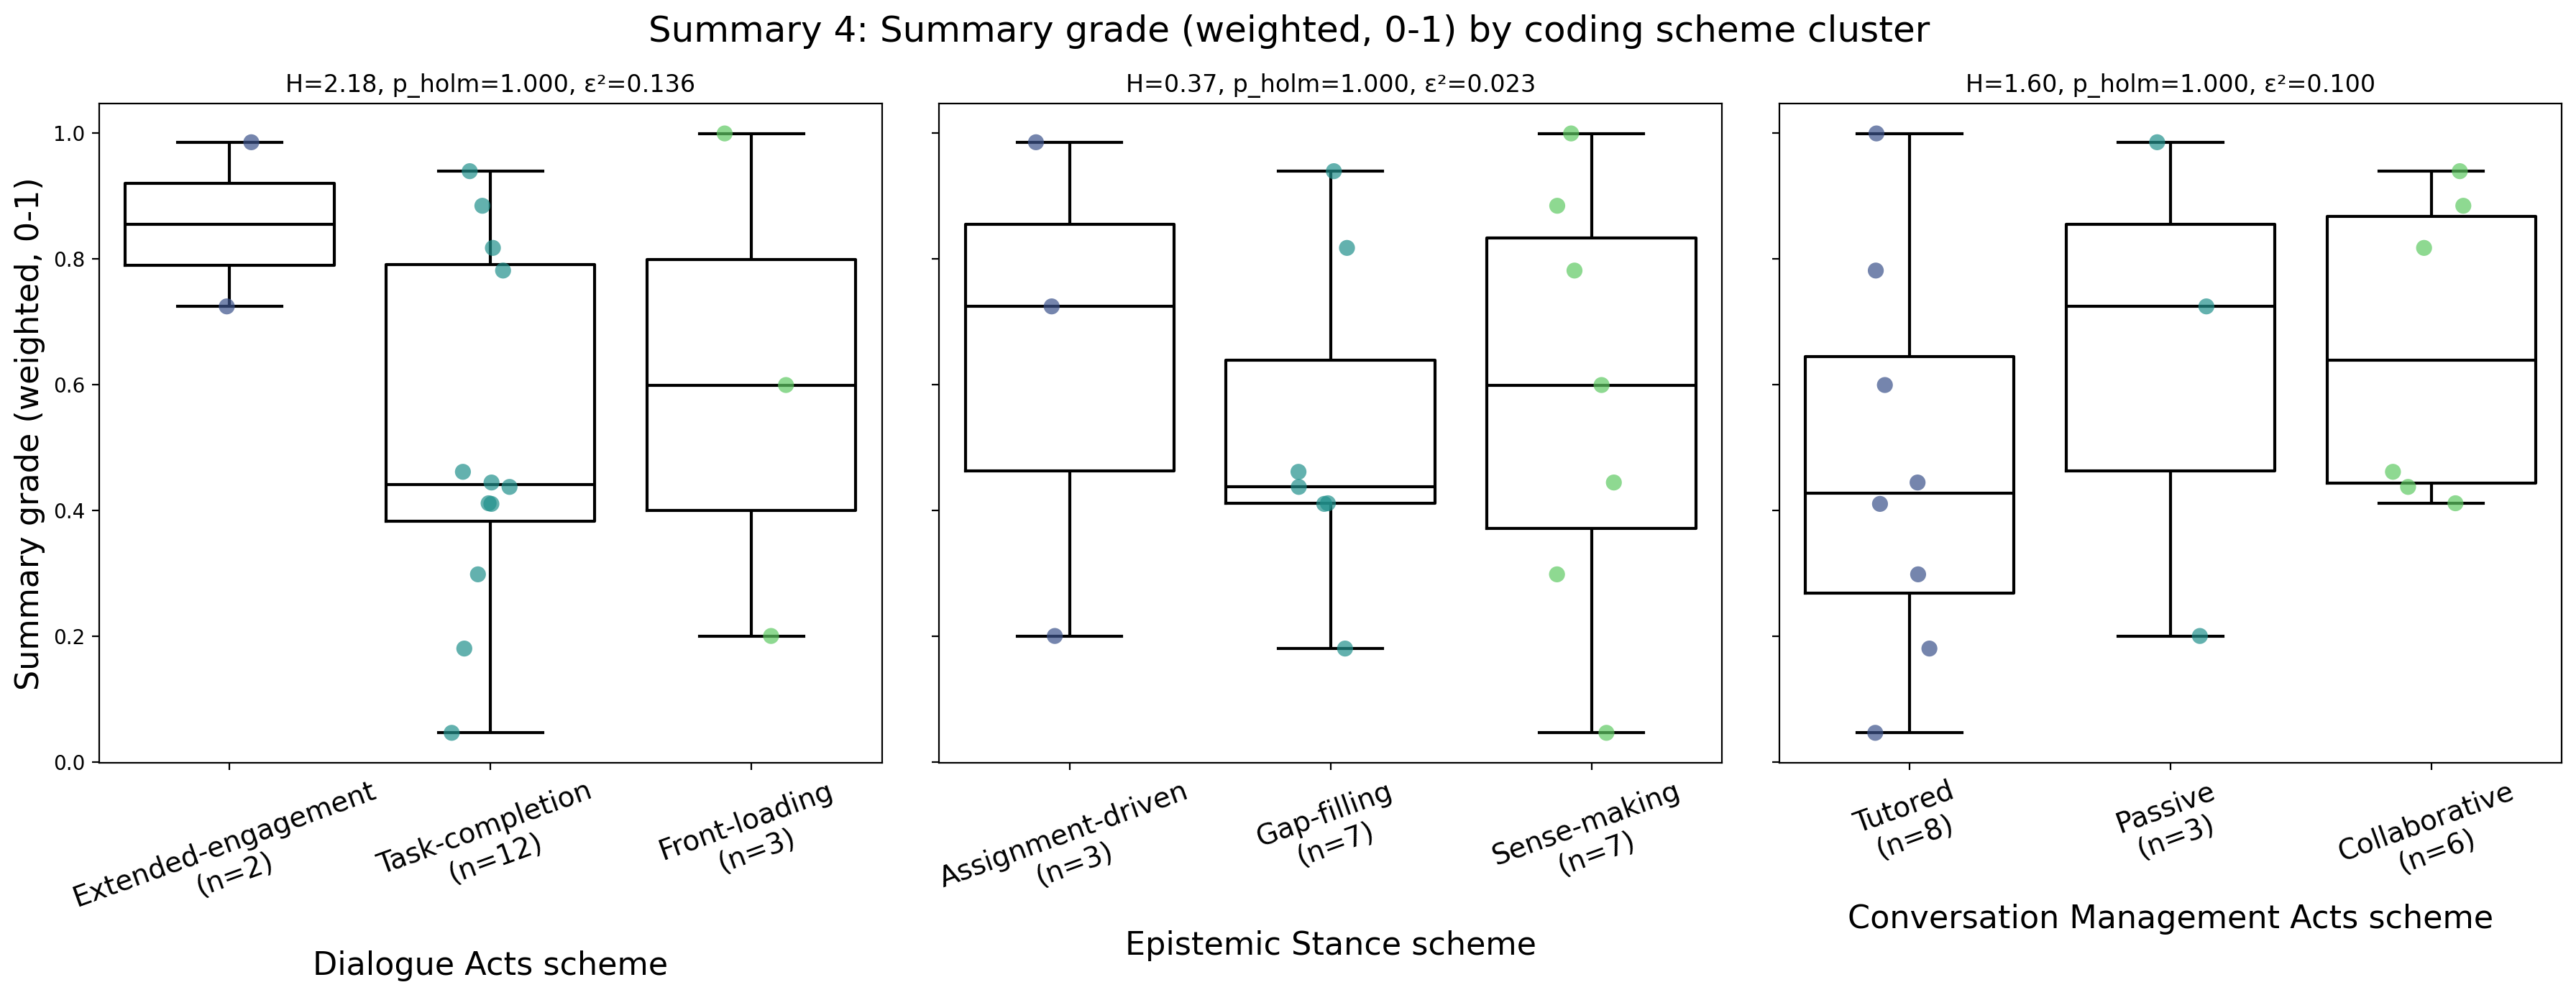 Summary 4: Summary grade (weighted, 0-1) by coding scheme cluster
H=2.18, p_holm=1.000, ε²=0.136
H=0.37, p_holm=1.000, ε²=0.023
H=1.60, p_holm=1.000, ε²=0.100
Summary grade (weighted, 0-1)
1.0
0.8
0.6
0.4
0.2
0.0
Extended-engagement
(n=2)
Task-completion
(n=12)
Front-loading
(n=3)
Dialogue Acts scheme
Assignment-driven
(n=3)
Gap-filling
(n=7)
Sense-making
(n=7)
Epistemic Stance scheme
Tutored
(n=8)
Passive
(n=3)
Collaborative
(n=6)
Conversation Management Acts scheme